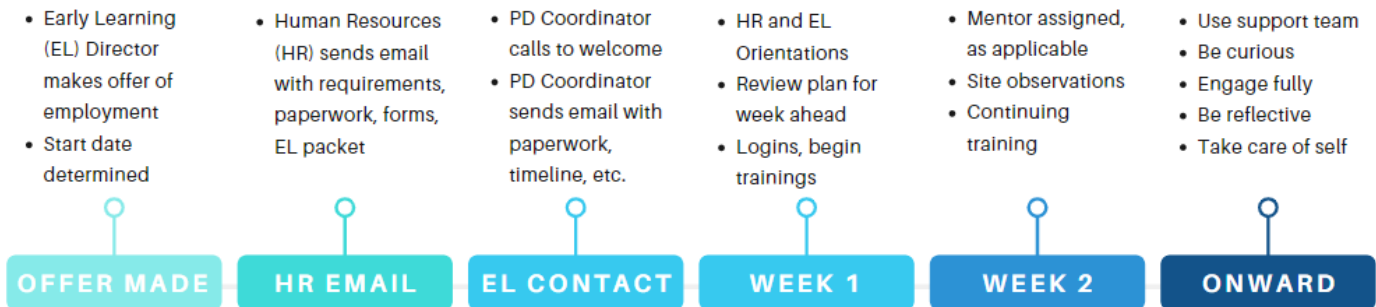 • Early Learning
(EL) Director
makes offer of
employment
• Start date
determined
OFFER MADE
• Human Resources
(HR) sends email
with requirements,
paperwork, forms,
EL packet
HR EMAIL
• PD Coordinator
calls to welcome
• PD Coordinator
sends email with
paperwork,
timeline, etc.
EL CONTACT
• HR and EL
Orientations
• Review plan for
week ahead
• Logins, begin
trainings
WEEK 1
• Mentor assigned,
as applicable
• Site observations
• Continuing
training
WEEK 2
• Use support team
• Be curious
• Engage fully
• Be reflective
• Take care of self
ONWARD